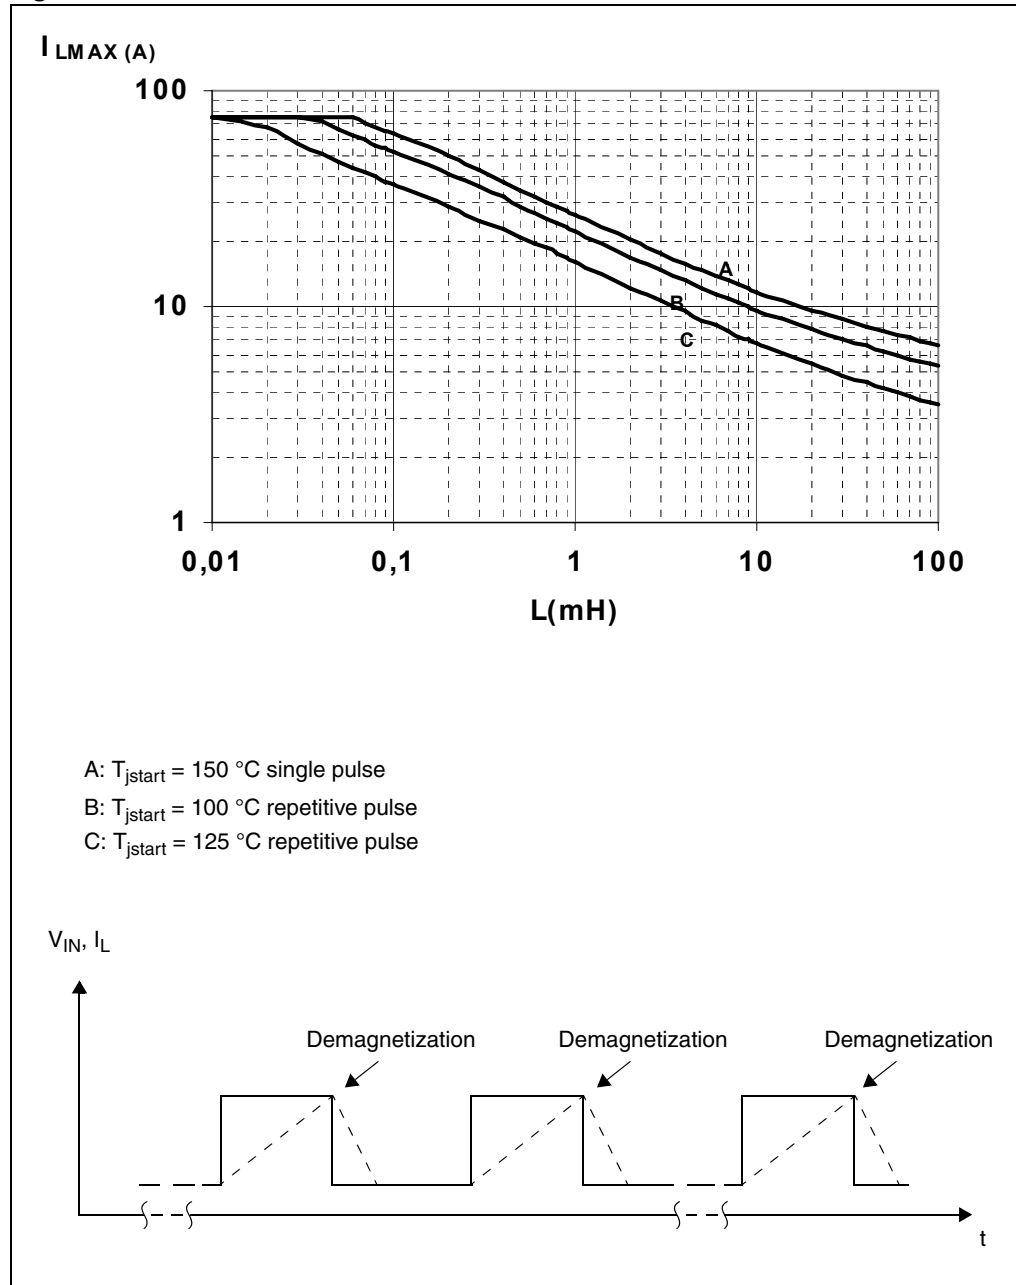 I LMAX (A)
100
10
1
A
B
C
0,01 0,1 1 10 100
L(mH)
A: Tjstart = 150 °C single pulse
B: Tjstart = 100 °C repetitive pulse
C: Tjstart = 125 °C repetitive pulse
VIN, IL
Demagnetization Demagnetization Demagnetization
t